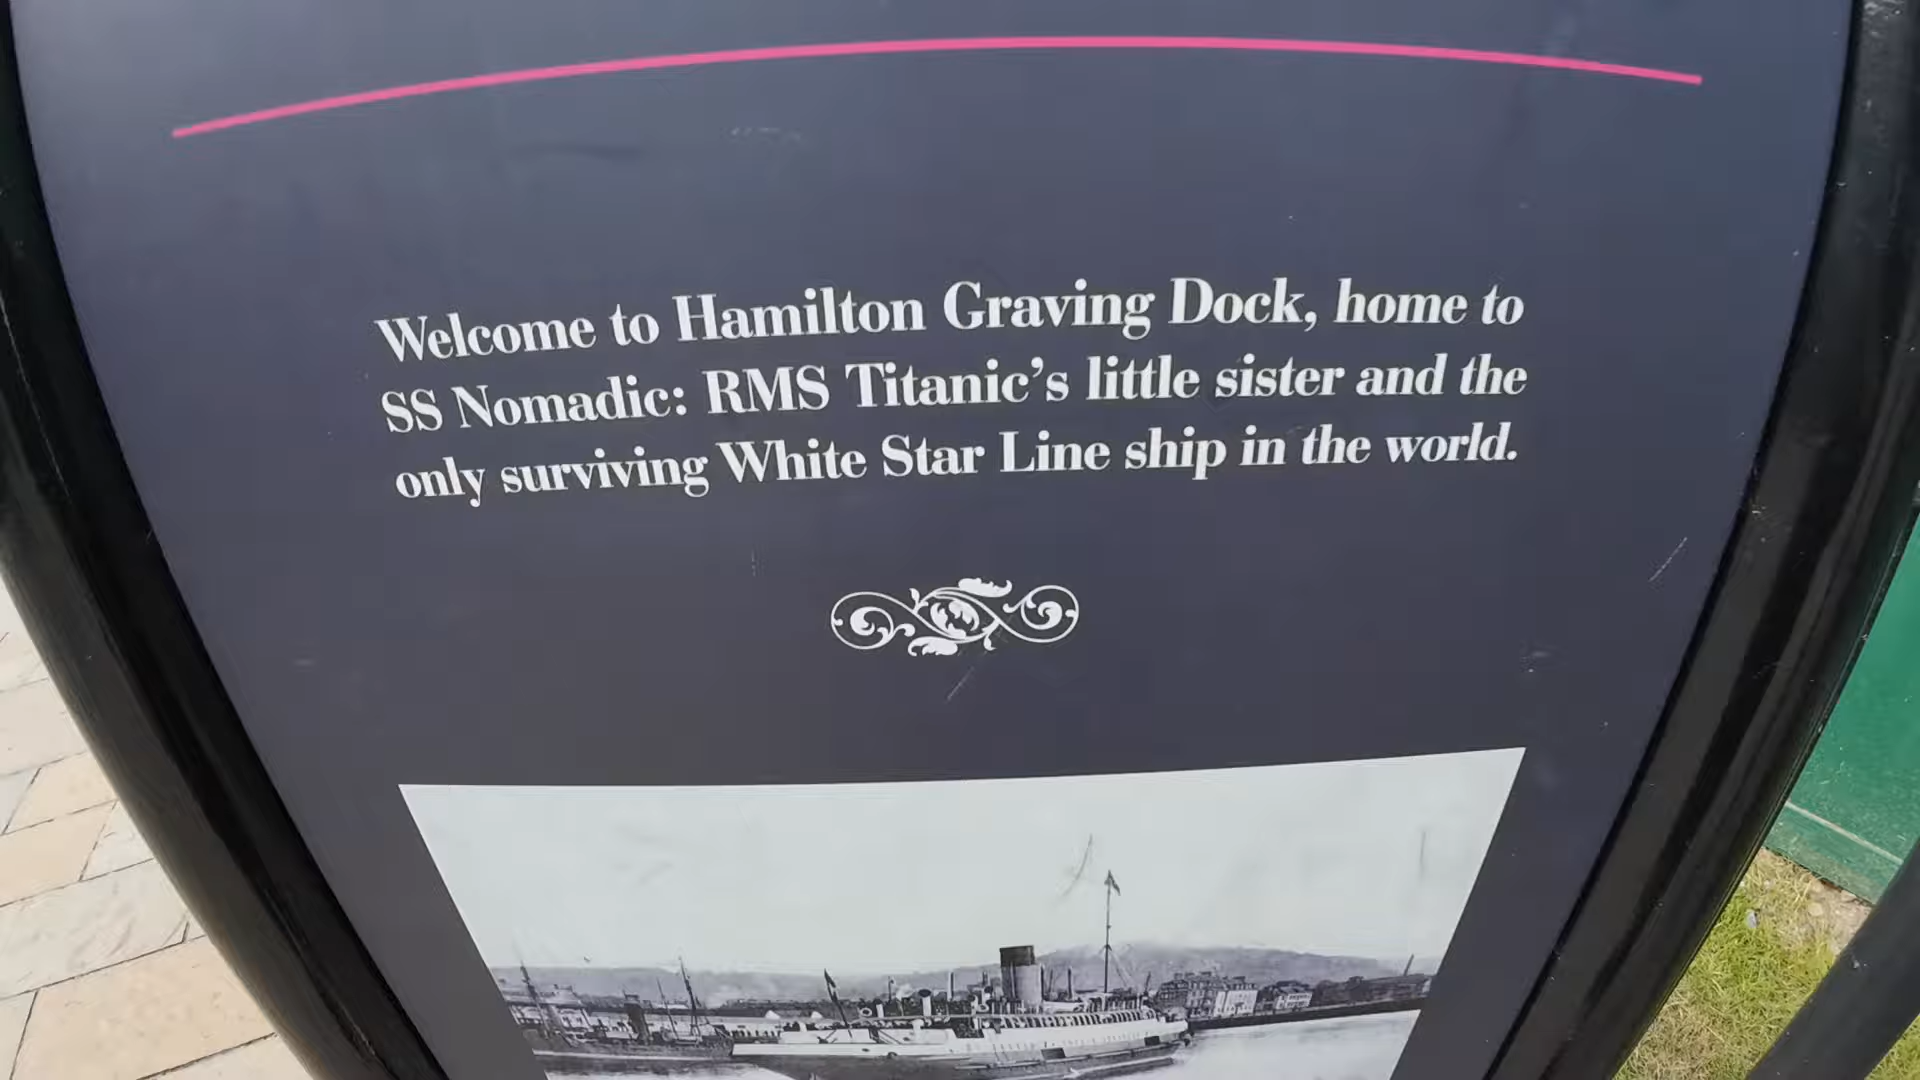 Welcome to Hamilton Graving Dock, home to
SS Nomadic: RMS Titanic’s little sister and the
only surviving White Star Line ship in the world.